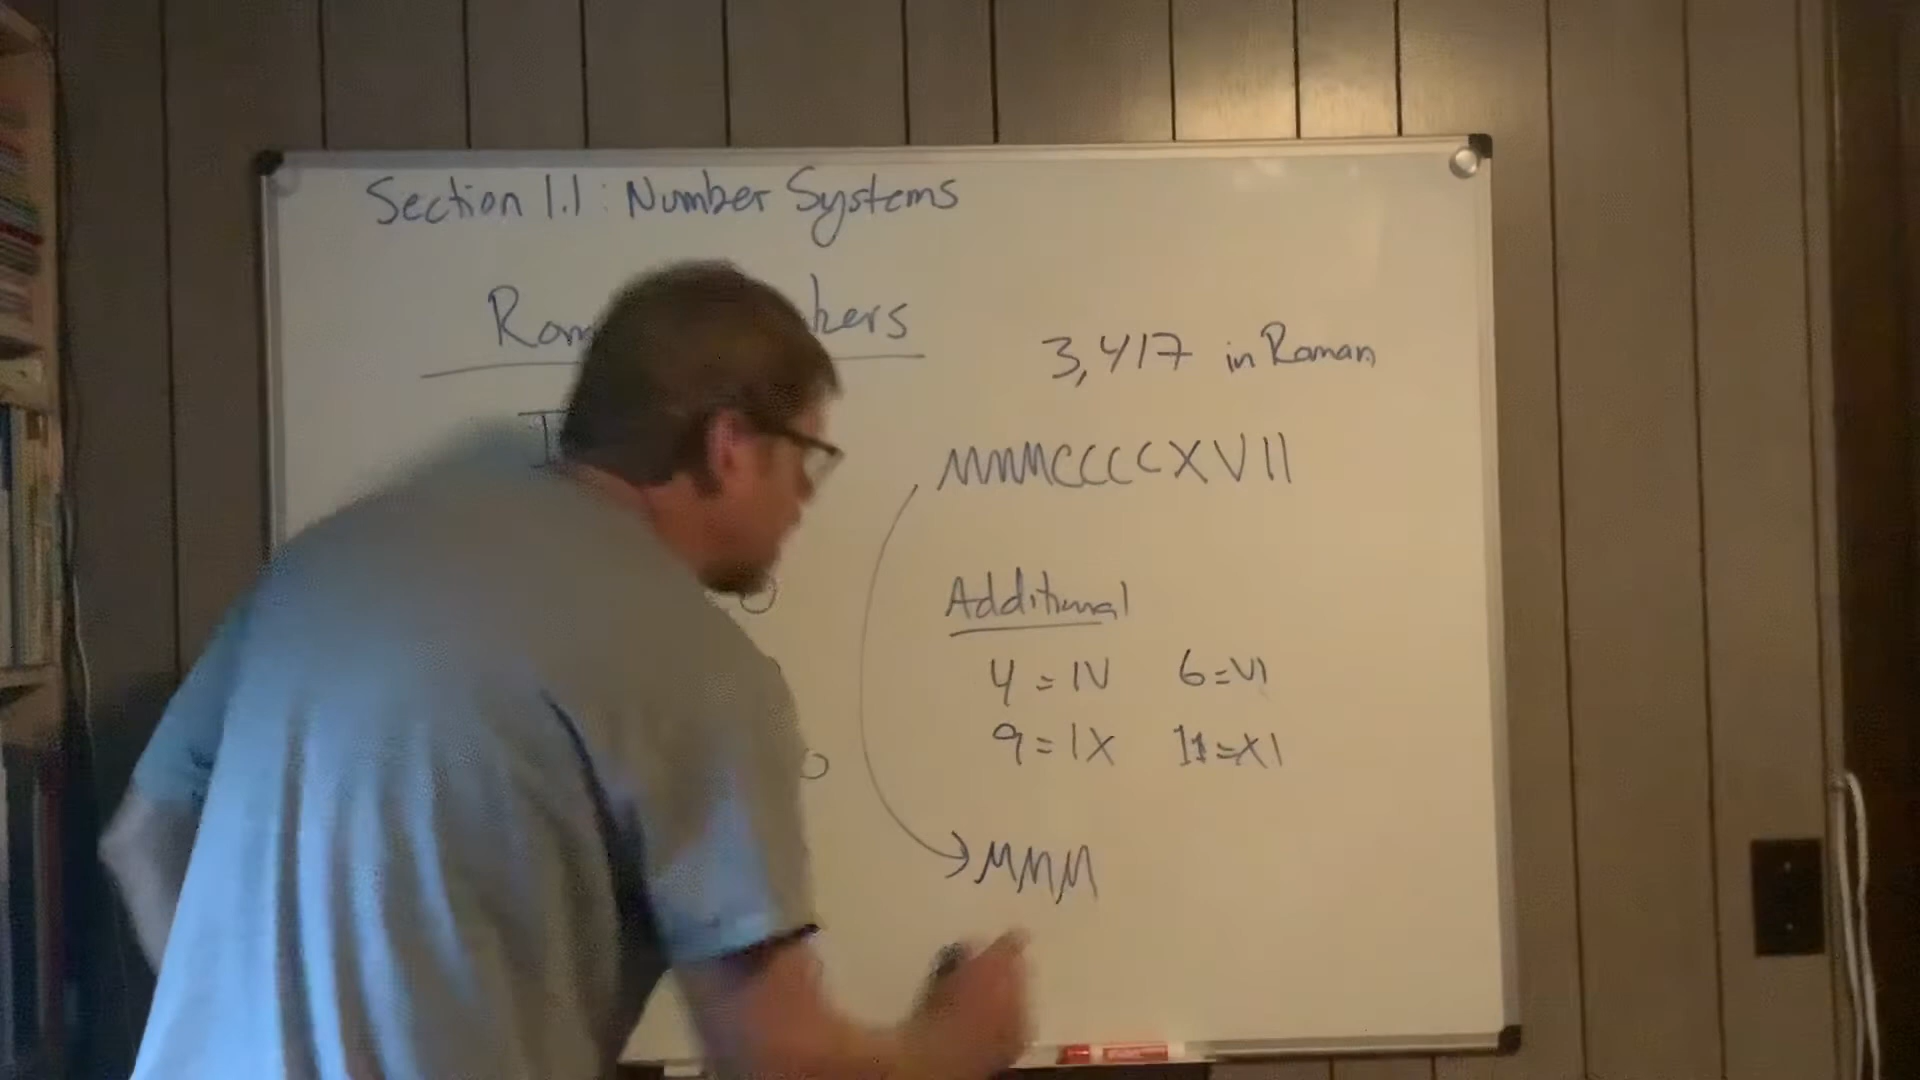 Section 1.1: Number Systems
3,417 in Roman
MMMCCCCXVII
Additional
4 = IV 6=VI
9 = IX 11=XI
MMM